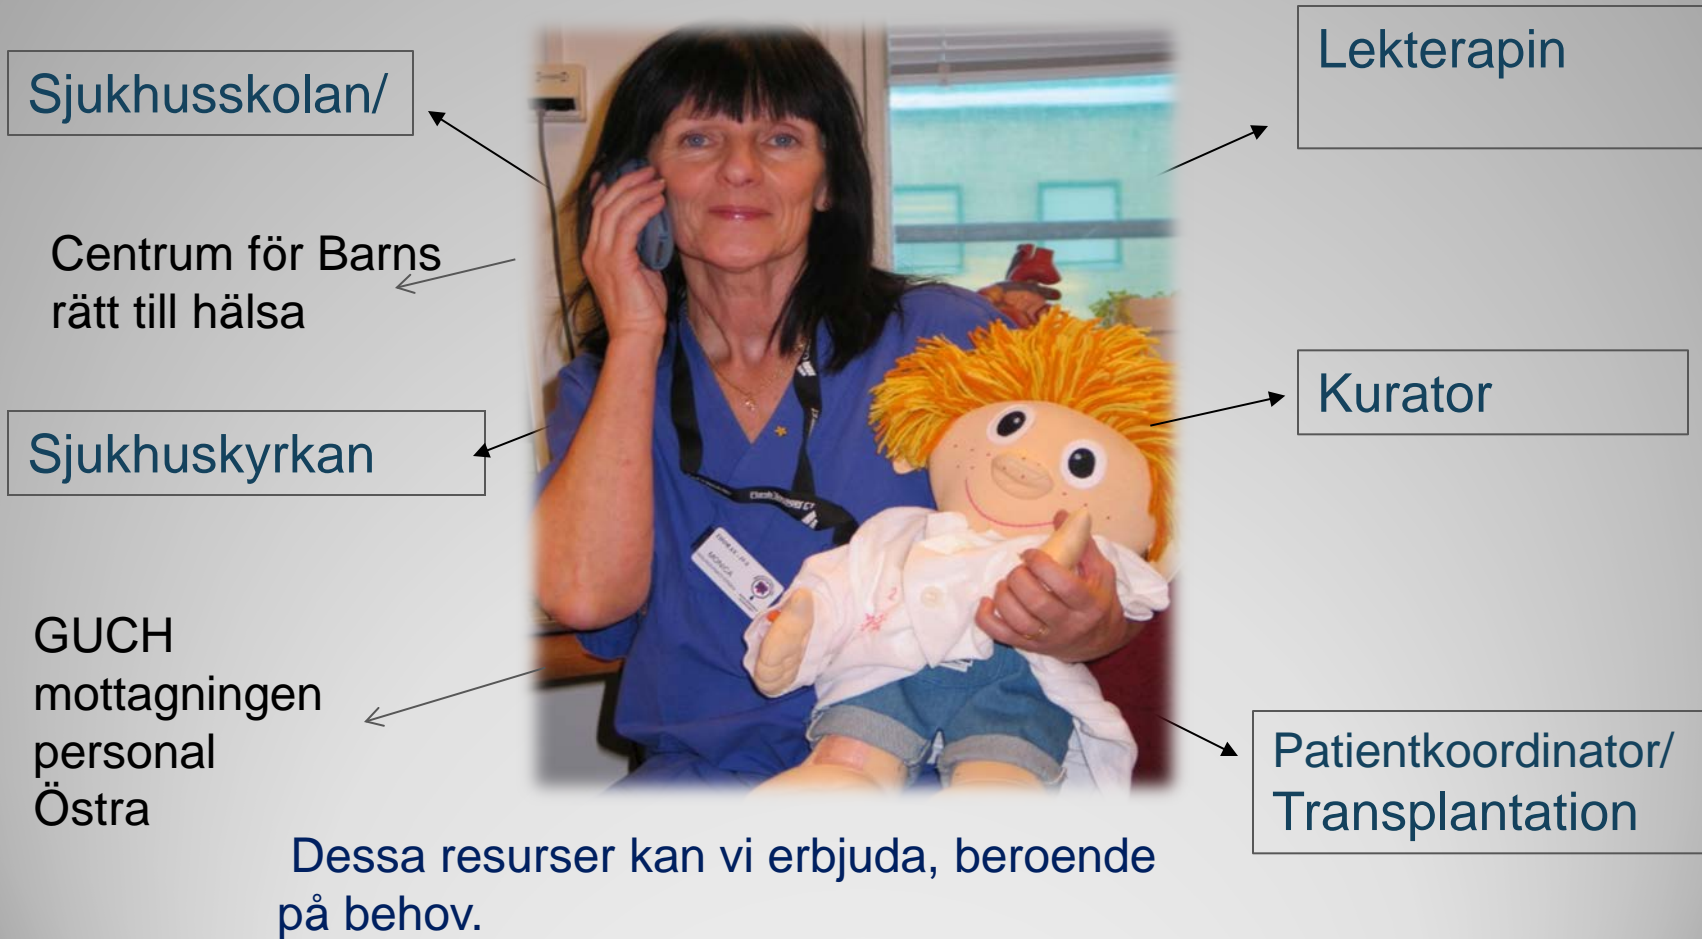 Sjukhusskolan/
Lekterapin
Centrum för Barns
rätt till hälsa
Kurator
Sjukhuskyrkan
MONICA
GUCH
mottagningen
personal
Östra
Patientkoordinator/
Transplantation
Dessa resurser kan vi erbjuda, beroende
på behov.